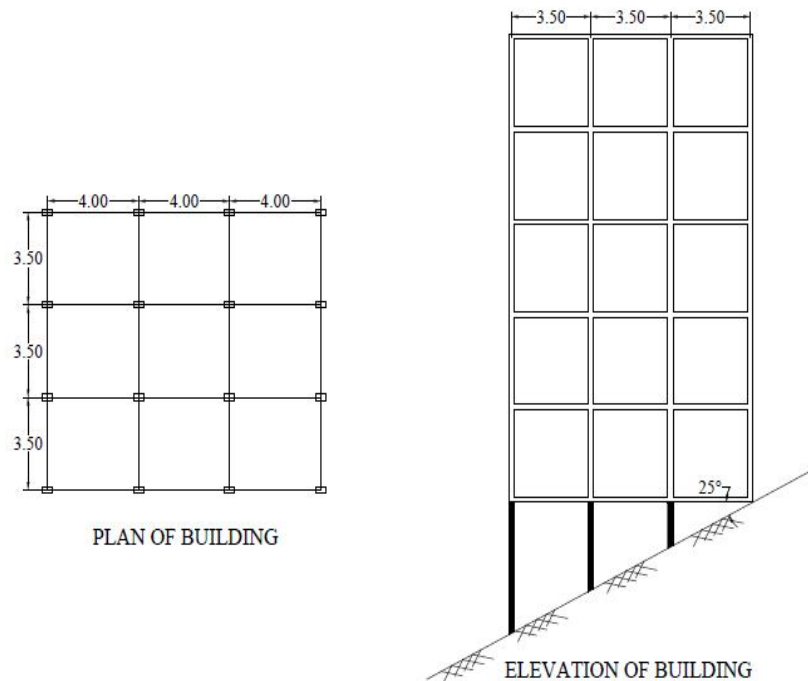 4.00 4.00 4.00
3.50
3.50
3.50
PLAN OF BUILDING
3.50 3.50 3.50
25°
ELEVATION OF BUILDING